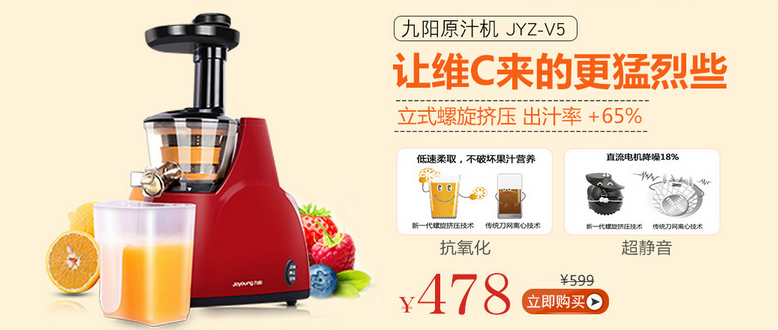 九阳原汁机 JYZ-V5
让维C来的更猛烈些
立式螺旋挤压 出汁率 +65%
低速柔取，不破坏果汁营养
新一代螺旋挤压技术 传统刀网离心技术
直流电机降噪18%
新一代螺旋挤压技术 传统刀网离心技术
抗氧化 超静音
¥478
¥599
立即购买
Joyoung 九阳